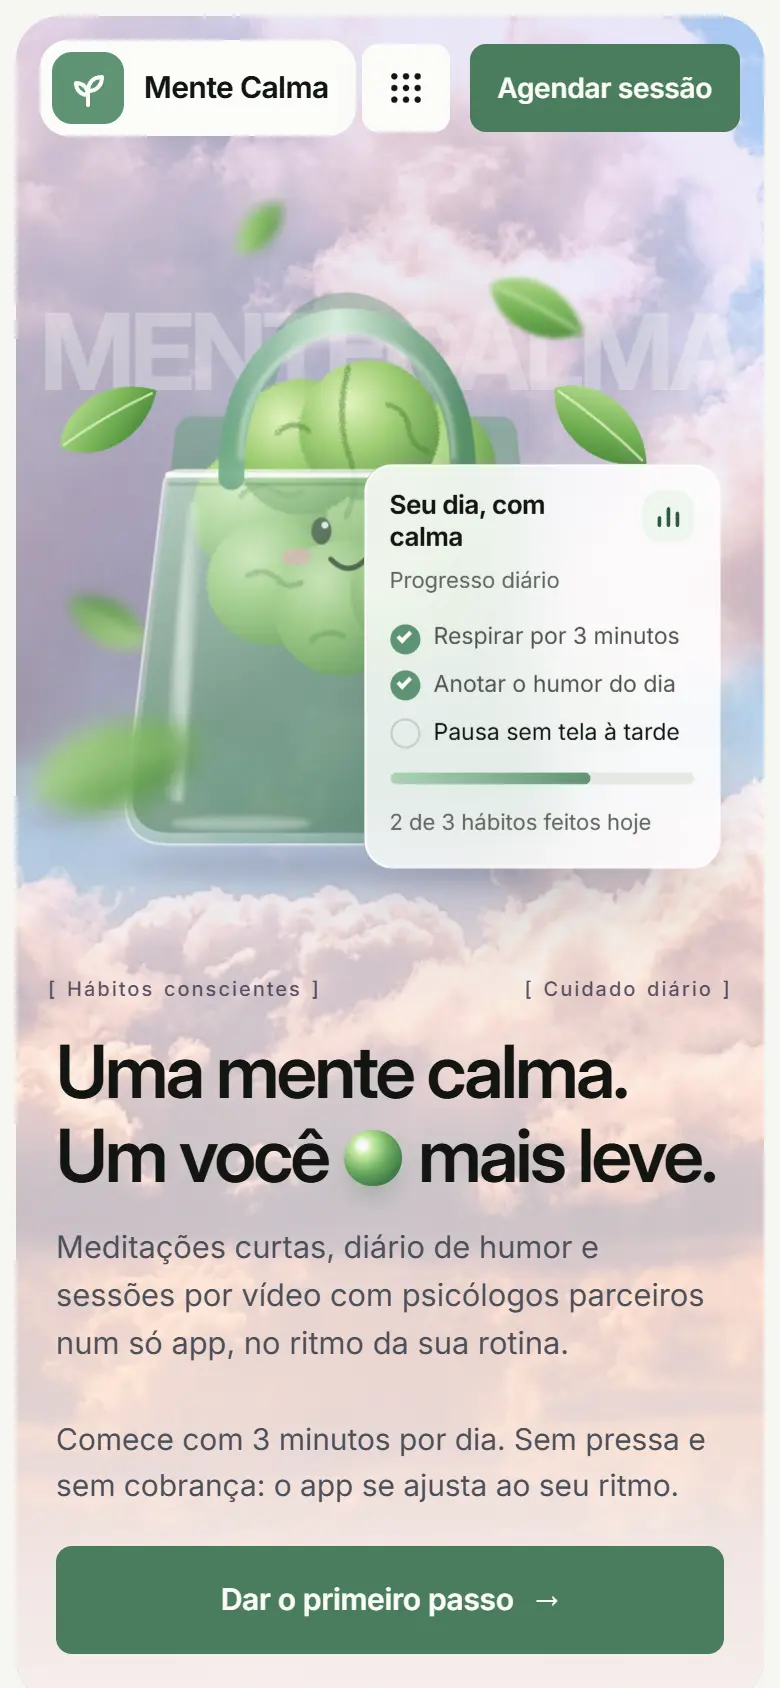 Mente Calma
Agendar sessão
MENTE CALMA
Seu dia, com
calma
Progresso diário
Respirar por 3 minutos
Anotar o humor do dia
Pausa sem tela à tarde
2 de 3 hábitos feitos hoje
[ Hábitos conscientes ]
[ Cuidado diário ]
Uma mente calma.
Um você mais leve.
Meditações curtas, diário de humor e
sessões por vídeo com psicólogos parceiros
num só app, no ritmo da sua rotina.
Comece com 3 minutos por dia. Sem pressa e
sem cobrança: o app se ajusta ao seu ritmo.
Dar o primeiro passo →